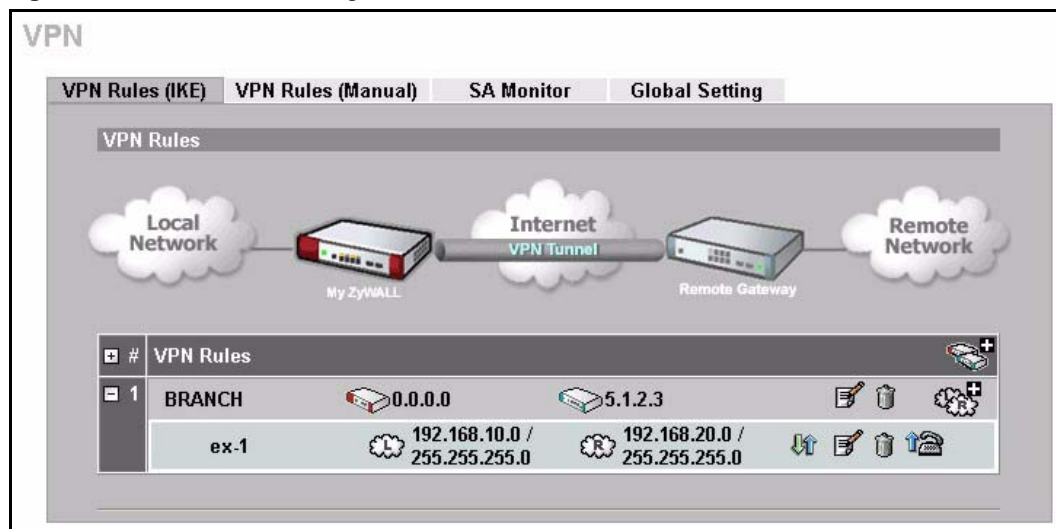 VPN
VPN Rules (IKE) VPN Rules (Manual) SA Monitor Global Setting
VPN Rules
Local
Network
Internet
VPN Tunnel
Remote
Network
My ZyWALL
Remote Gateway
# VPN Rules
1 BRANCH 0.0.0.0 5.1.2.3
ex-1 192.168.10.0 / 192.168.20.0 /
255.255.255.0 255.255.255.0
L R
R